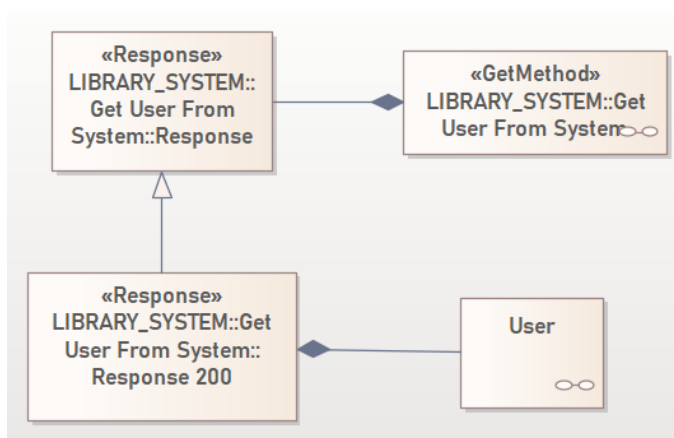 «Response»
LIBRARY_SYSTEM::
Get User From
System::Response
«GetMethod»
LIBRARY_SYSTEM::Get
User From System
«Response»
LIBRARY_SYSTEM::Get
User From System::
Response 200
User